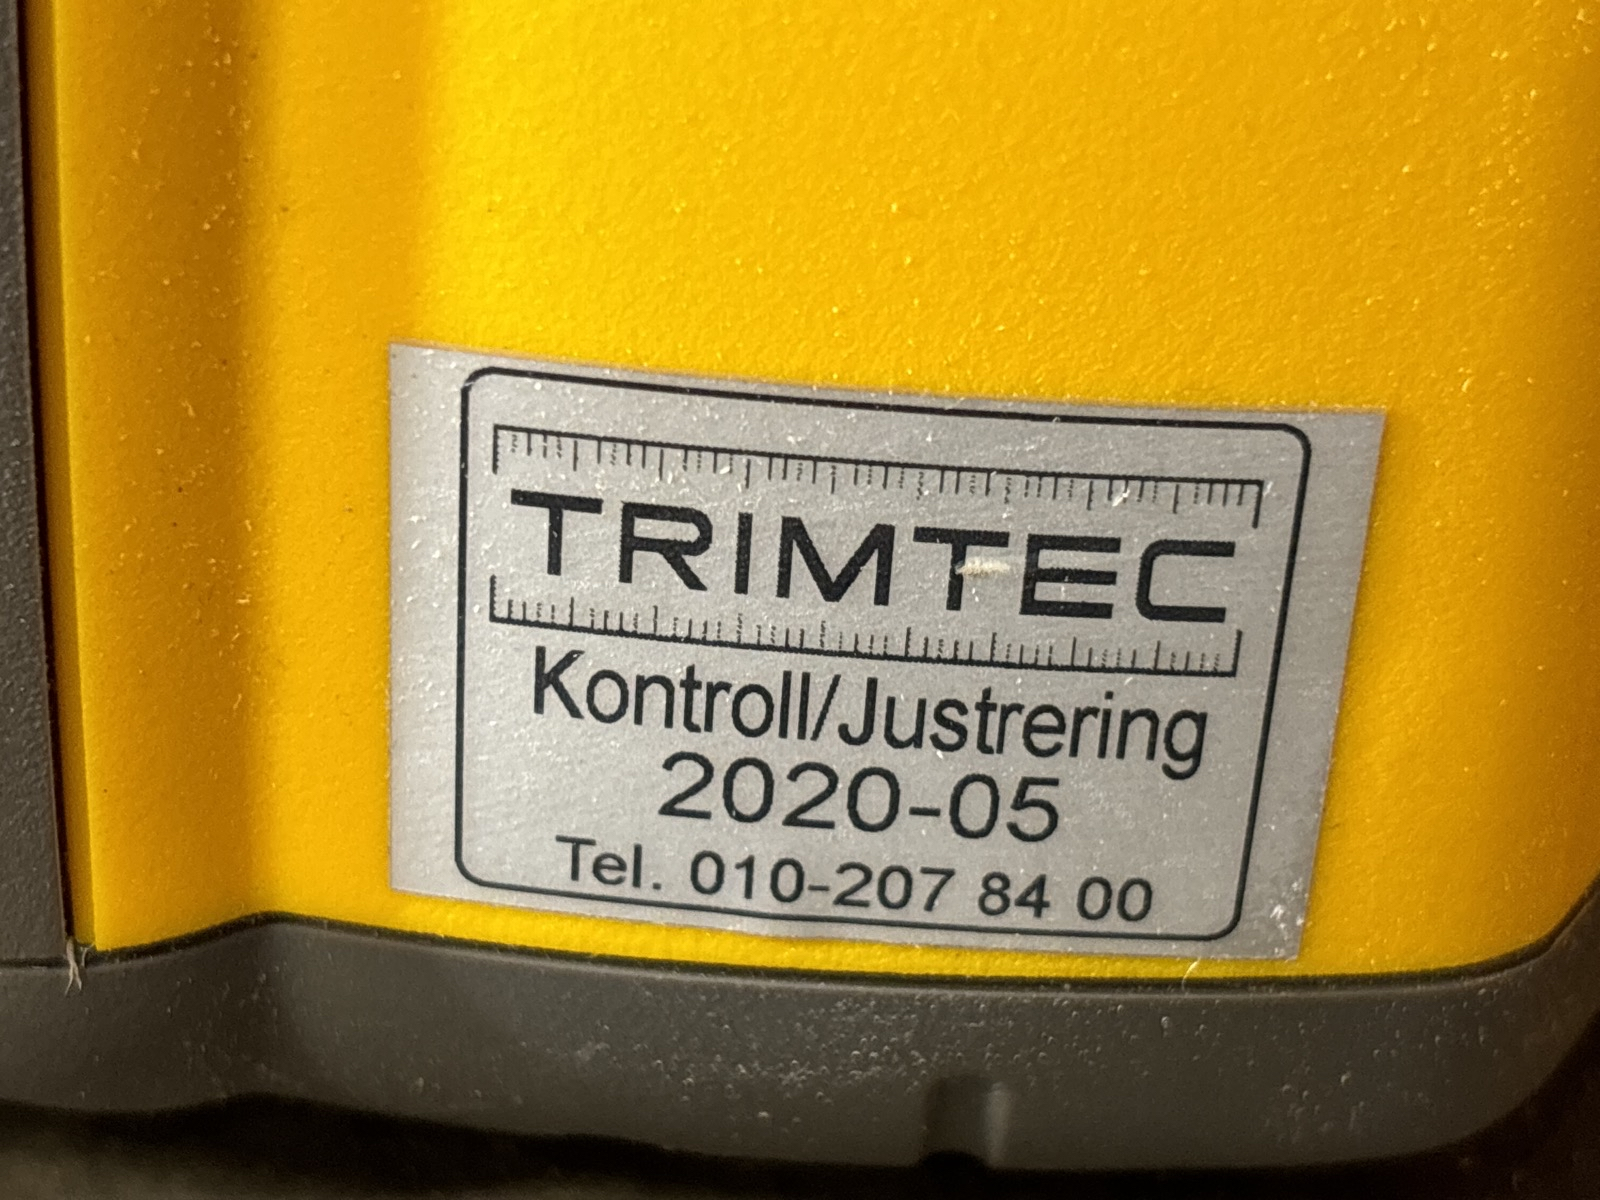 TRIMTEC
Kontroll/Justrering
2020-05
Tel. 010-207 84 00